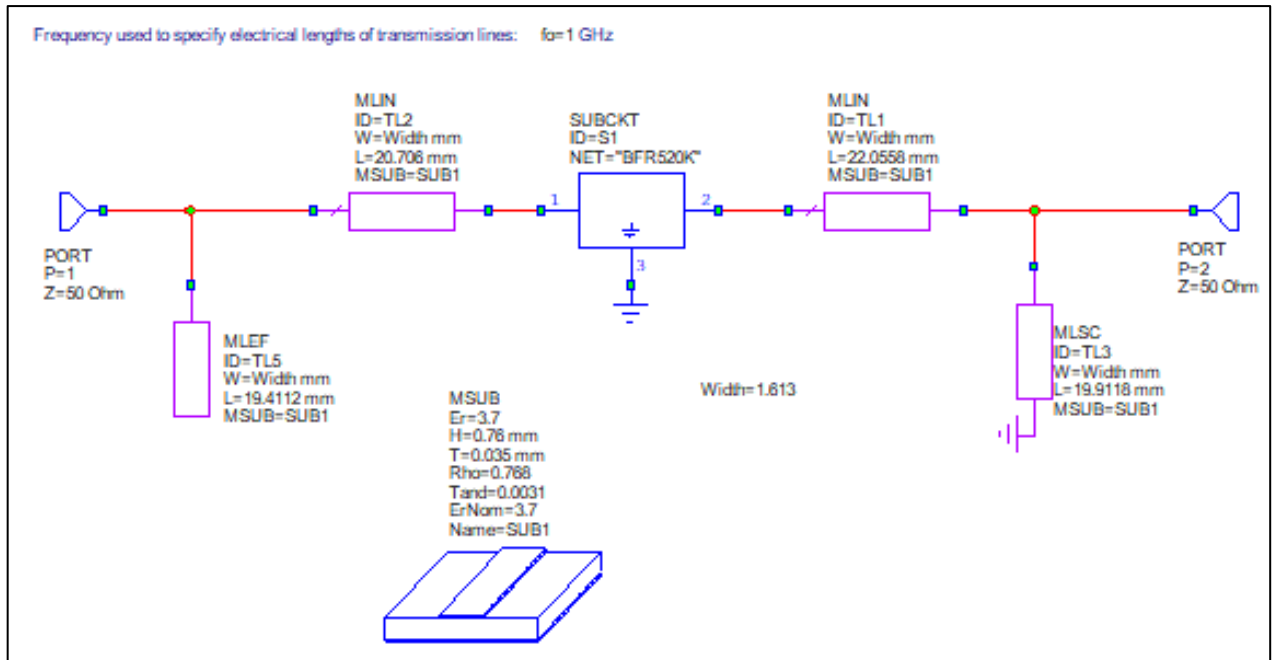 Frequency used to specify electrical lengths of transmission lines: fo=1 GHz
MLIN
ID=TL2
W=Width mm
L=20.706 mm
MSUB=SUB1
SUBCKT
ID=S1
NET="BFR520K"
MLIN
ID=TL1
W=Width mm
L=22.0558 mm
MSUB=SUB1
1
2
3
PORT
P=1
Z=50 Ohm
PORT
P=2
Z=50 Ohm
MLEF
ID=TL5
W=Width mm
L=19.4112 mm
MSUB=SUB1
MSUB
Er=3.7
H=0.76 mm
T=0.035 mm
Rho=0.768
Tand=0.0031
ErNom=3.7
Name=SUB1
Width=1.613
MLSC
ID=TL3
W=Width mm
L=19.9118 mm
MSUB=SUB1